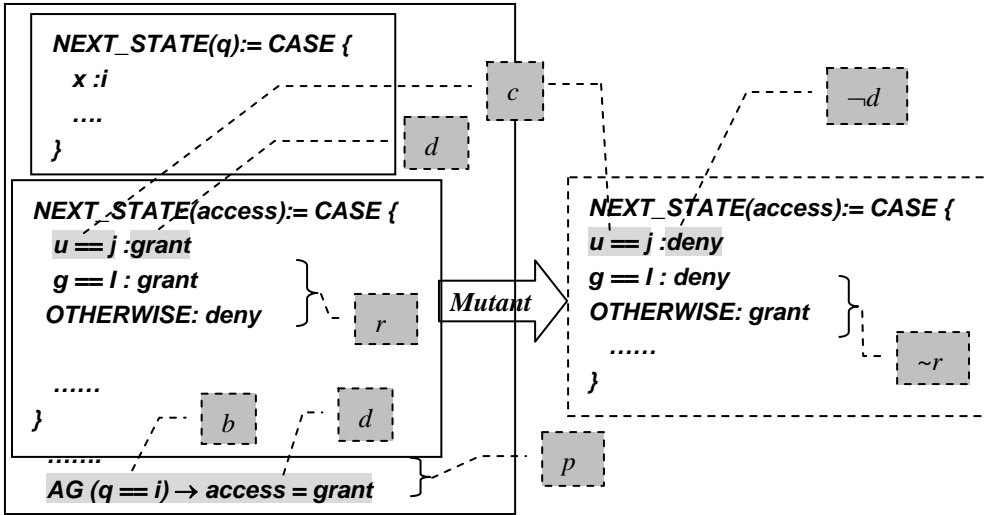 NEXT_STATE(q):= CASE {
x :i
....
}
c
d
¬d
NEXT_STATE(access):= CASE {
u == j :grant
g == l : grant
OTHERWISE: deny
r
......
}
b
d
.......
AG (q == i) → access = grant
p
Mutant
NEXT_STATE(access):= CASE {
u == j :deny
g == l : deny
OTHERWISE: grant
......
}
~r